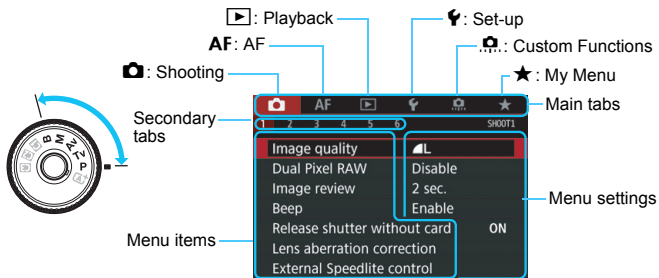 : Playback
: Set-up
AF: AF
: Custom Functions
: Shooting
: My Menu
AF
Main tabs
Secondary tabs
1 2 3 4 5 6 SHOOT1
B M Av Tv P A+
Image quality L
Dual Pixel RAW Disable
Image review 2 sec.
Beep Enable
Menu settings
Release shutter without card ON
Menu items
Lens aberration correction
External Speedlite control